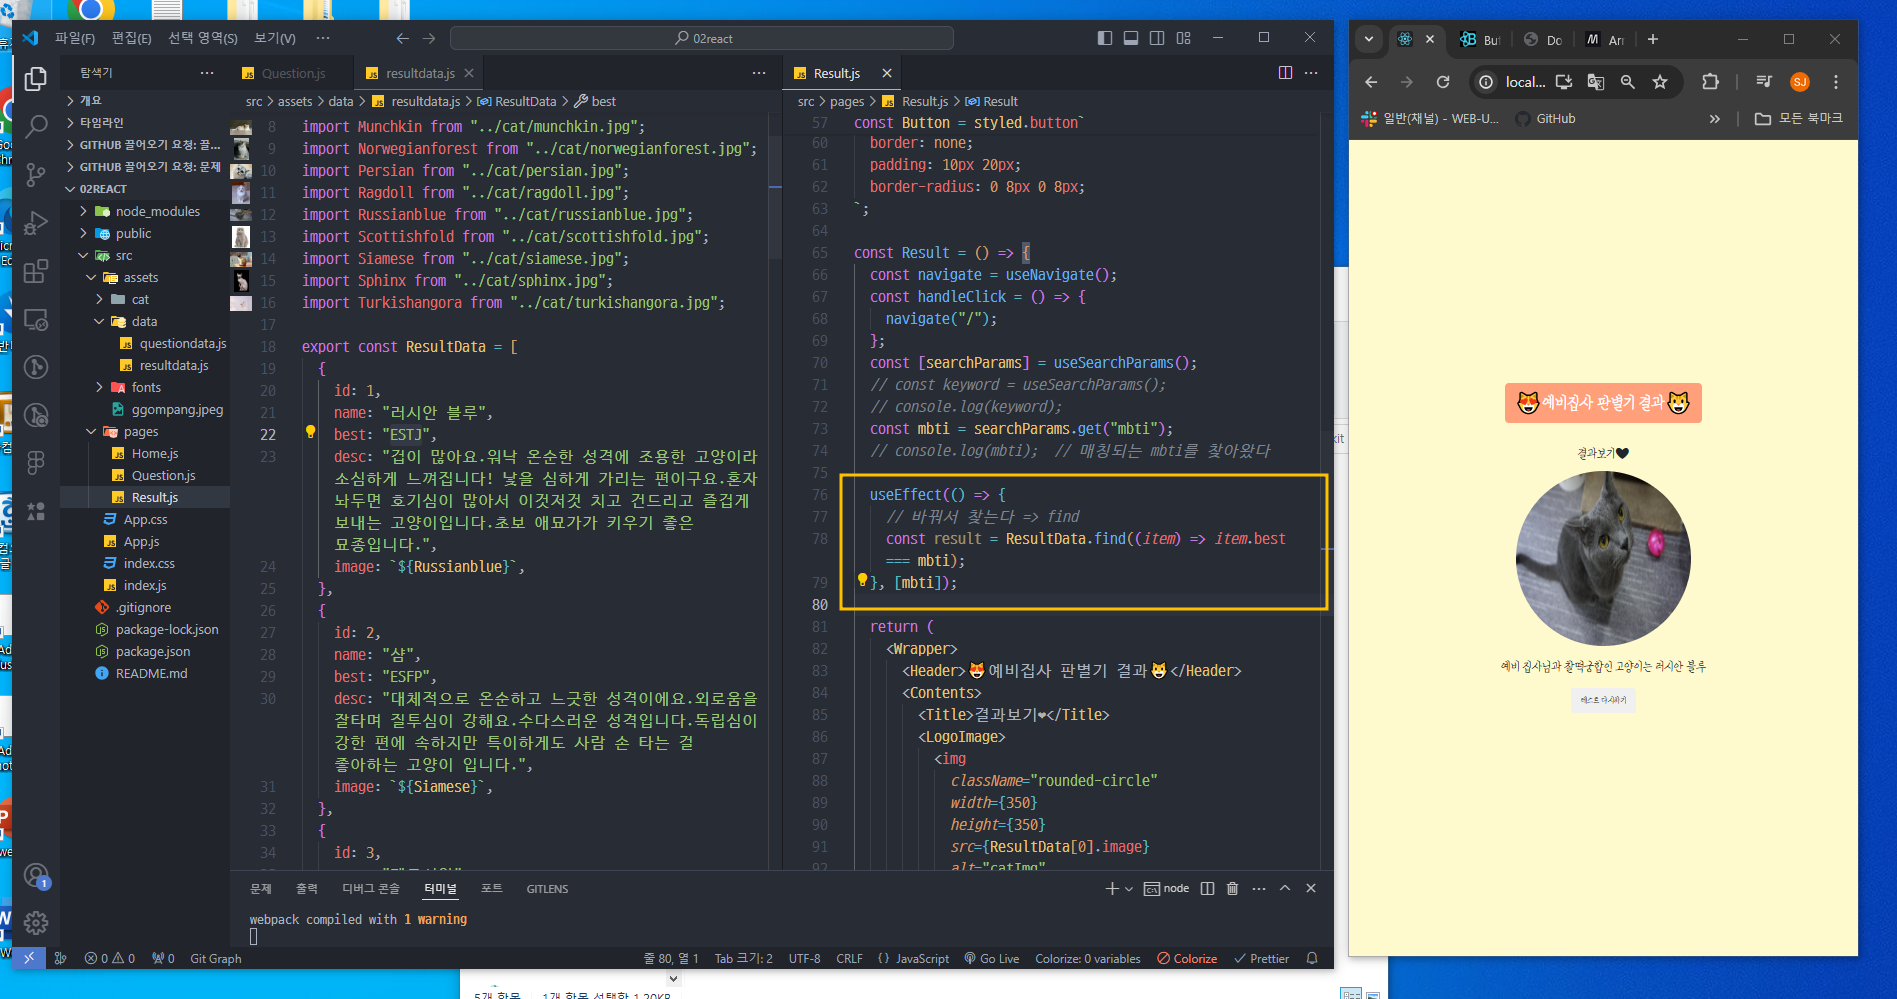 파일(F) 편집(E) 선택 영역(S) 보기(V) ···
02react
탐색기
개요
타임라인
GITHUB 끌어오기 요청: 끌...
GITHUB 끌어오기 요청: 문제
02REACT
node_modules
public
src
assets
cat
data
questiondata.js
resultdata.js
fonts
ggompang.jpeg
pages
Home.js
Question.js
Result.js
App.css
App.js
index.css
index.js
.gitignore
package-lock.json
package.json
README.md
Question.js
resultdata.js
src > assets > data > resultdata.js > ResultData > best
8 import Munchkin from "../cat/munchkin.jpg";
9 import Norwegianforest from "../cat/norwegianforest.jpg";
10 import Persian from "../cat/persian.jpg";
11 import Ragdoll from "../cat/ragdoll.jpg";
12 import Russianblue from "../cat/russianblue.jpg";
13 import Scottishfold from "../cat/scottishfold.jpg";
14 import Siamese from "../cat/siamese.jpg";
15 import Sphinx from "../cat/sphinx.jpg";
16 import Turkishangora from "../cat/turkishangora.jpg";
17
18 export const ResultData = [
19 {
20 id: 1,
21 name: "러시안 블루",
22 best: "ESTJ",
23 desc: "겁이 많아요.워낙 온순한 성격에 조용한 고양이라
소심하게 느껴집니다! 낯을 심하게 가리는 편이구요.혼자
놔두면 호기심이 많아서 이것저것 치고 건드리고 즐겁게
보내는 고양이입니다.초보 애묘가가 키우기 좋은
묘종입니다.",
24 image: `${Russianblue}`,
25 },
26 {
27 id: 2,
28 name: "샴",
29 best: "ESFP",
30 desc: "대체적으로 온순하고 느긋한 성격이에요.외로움을
잘타며 질투심이 강해요.수다스러운 성격입니다.독립심이
강한 편에 속하지만 특이하게도 사람 손 타는 걸
좋아하는 고양이 입니다.",
31 image: `${Siamese}`,
32 },
33 {
34 id: 3,
Result.js
src > pages > Result.js > Result
57 const Button = styled.button`
60 border: none;
61 padding: 10px 20px;
62 border-radius: 0 8px 0 8px;
63 `;
64
65 const Result = () => {
66 const navigate = useNavigate();
67 const handleClick = () => {
68 navigate("/");
69 };
70 const [searchParams] = useSearchParams();
71 // const keyword = useSearchParams();
72 // console.log(keyword);
73 const mbti = searchParams.get("mbti");
74 // console.log(mbti); // 매칭되는 mbti를 찾아왔다
75
76 useEffect(() => {
77 // 바꿔서 찾는다 => find
78 const result = ResultData.find((item) => item.best
=== mbti);
79 }, [mbti]);
80
81 return (
82 <Wrapper>
83 <Header>😻예비집사 판별기 결과🐱</Header>
84 <Contents>
85 <Title>결과보기❤</Title>
86 <LogoImage>
87 <img
88 className="rounded-circle"
89 width={350}
90 height={350}
91 src={ResultData[0].image}
92 alt="catImg"
문제 출력 디버그 콘솔 터미널 포트 GITLENS
node
webpack compiled with 1 warning
0 0 0 Git Graph
줄 80, 열 1 Tab 크기: 2 UTF-8 CRLF {} JavaScript Go Live Colorize: 0 variables Colorize Prettier
But Do Arr
local... SJ
일반(채널) - WEB-U... GitHub » 모든 북마크
😻예비집사 판별기 결과🐱
결과보기🖤
예비 집사님과 찰떡궁합인 고양이는 러시안 블루
테스트 다시하기
kit
5개 항목 1개 항목 선택함 1.20KB